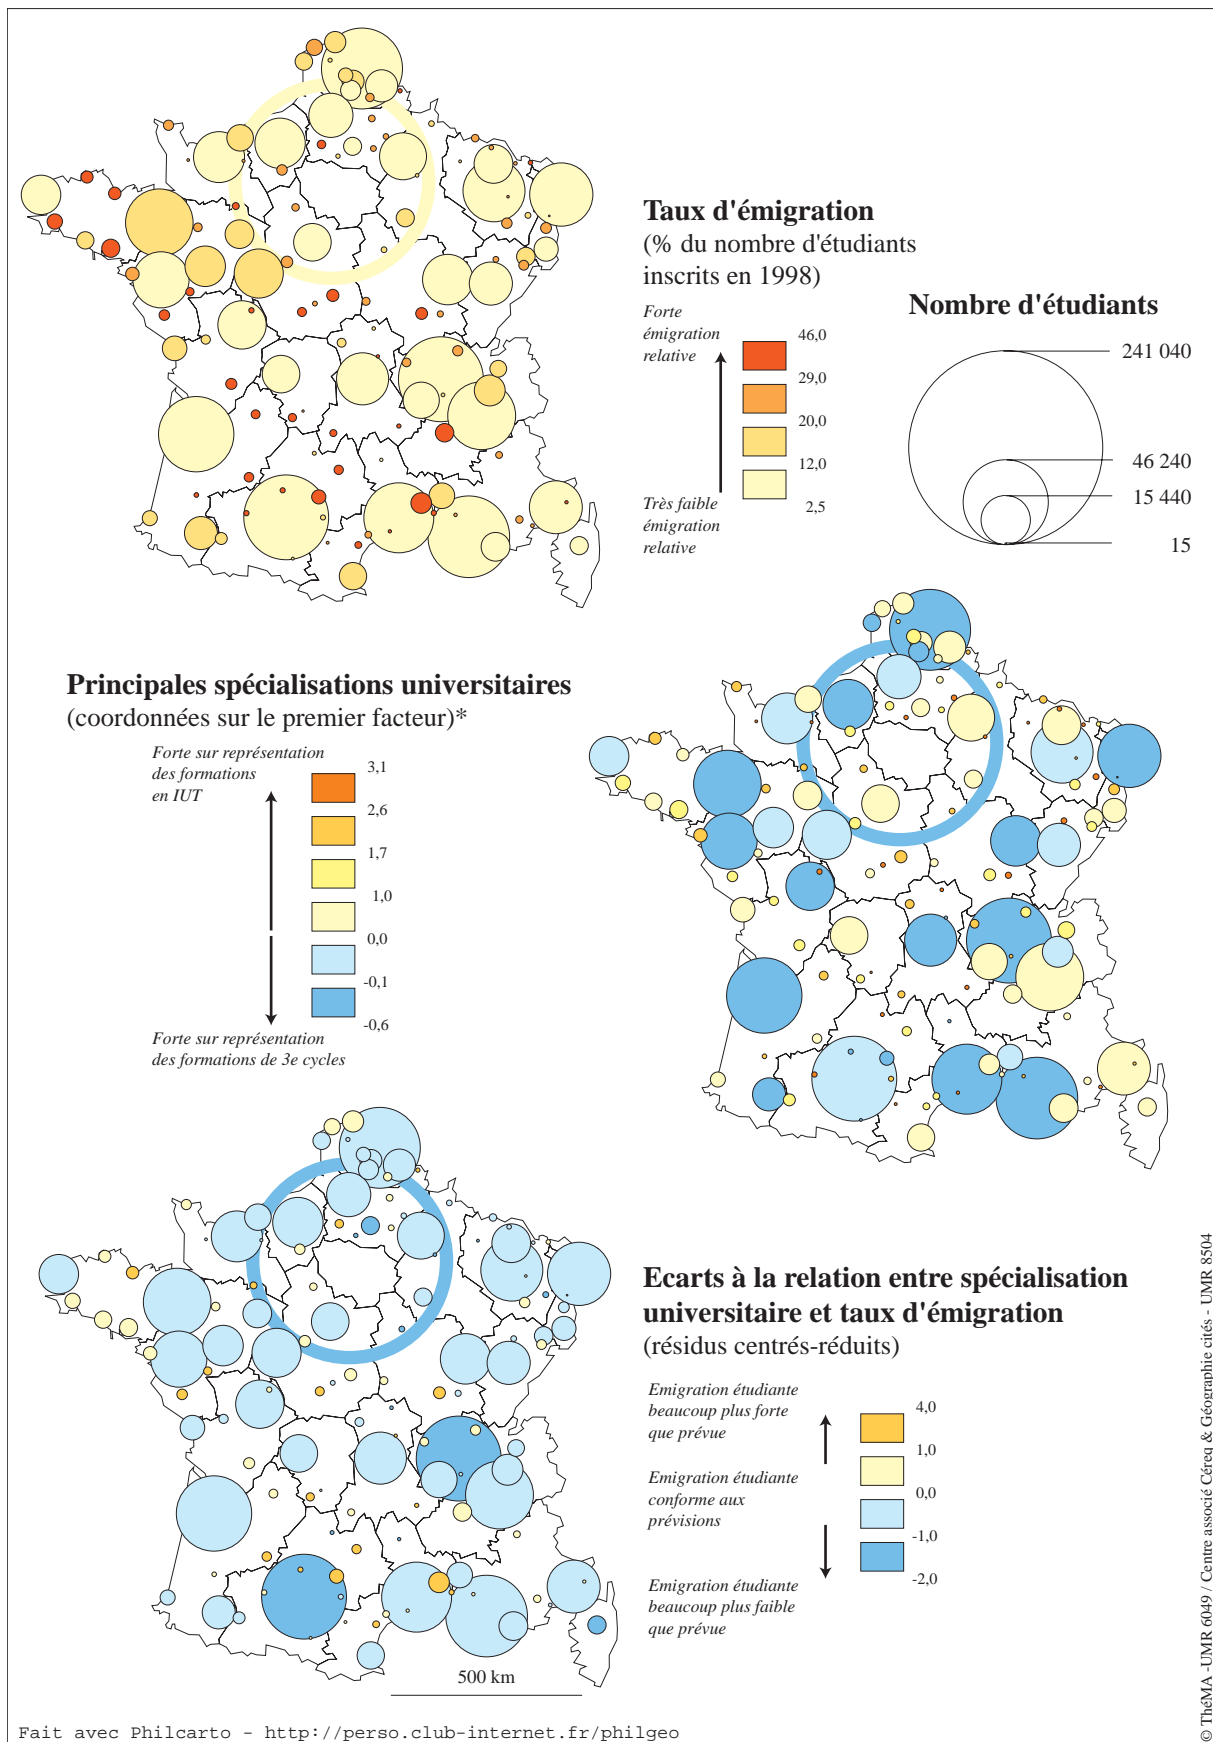 Taux d'émigration
(% du nombre d'étudiants
inscrits en 1998)
Forte
émigration
relative
46,0
29,0
20,0
12,0
2,5
Très faible
émigration
relative
Nombre d'étudiants
241 040
46 240
15 440
15
Principales spécialisations universitaires
(coordonnées sur le premier facteur)*
Forte sur représentation
des formations
en IUT
3,1
2,6
1,7
1,0
0,0
-0,1
-0,6
Forte sur représentation
des formations de 3e cycles
Ecarts à la relation entre spécialisation
universitaire et taux d'émigration
(résidus centrés-réduits)
Emigration étudiante
beaucoup plus forte
que prévue
Emigration étudiante
conforme aux
prévisions
Emigration étudiante
beaucoup plus faible
que prévue
4,0
1,0
0,0
-1,0
-2,0
500 km
Fait avec Philcarto - http://perso.club-internet.fr/philgeo
© ThéMA -UMR 6049 / Centre associé Céreq & Géographie cités - UMR 8504